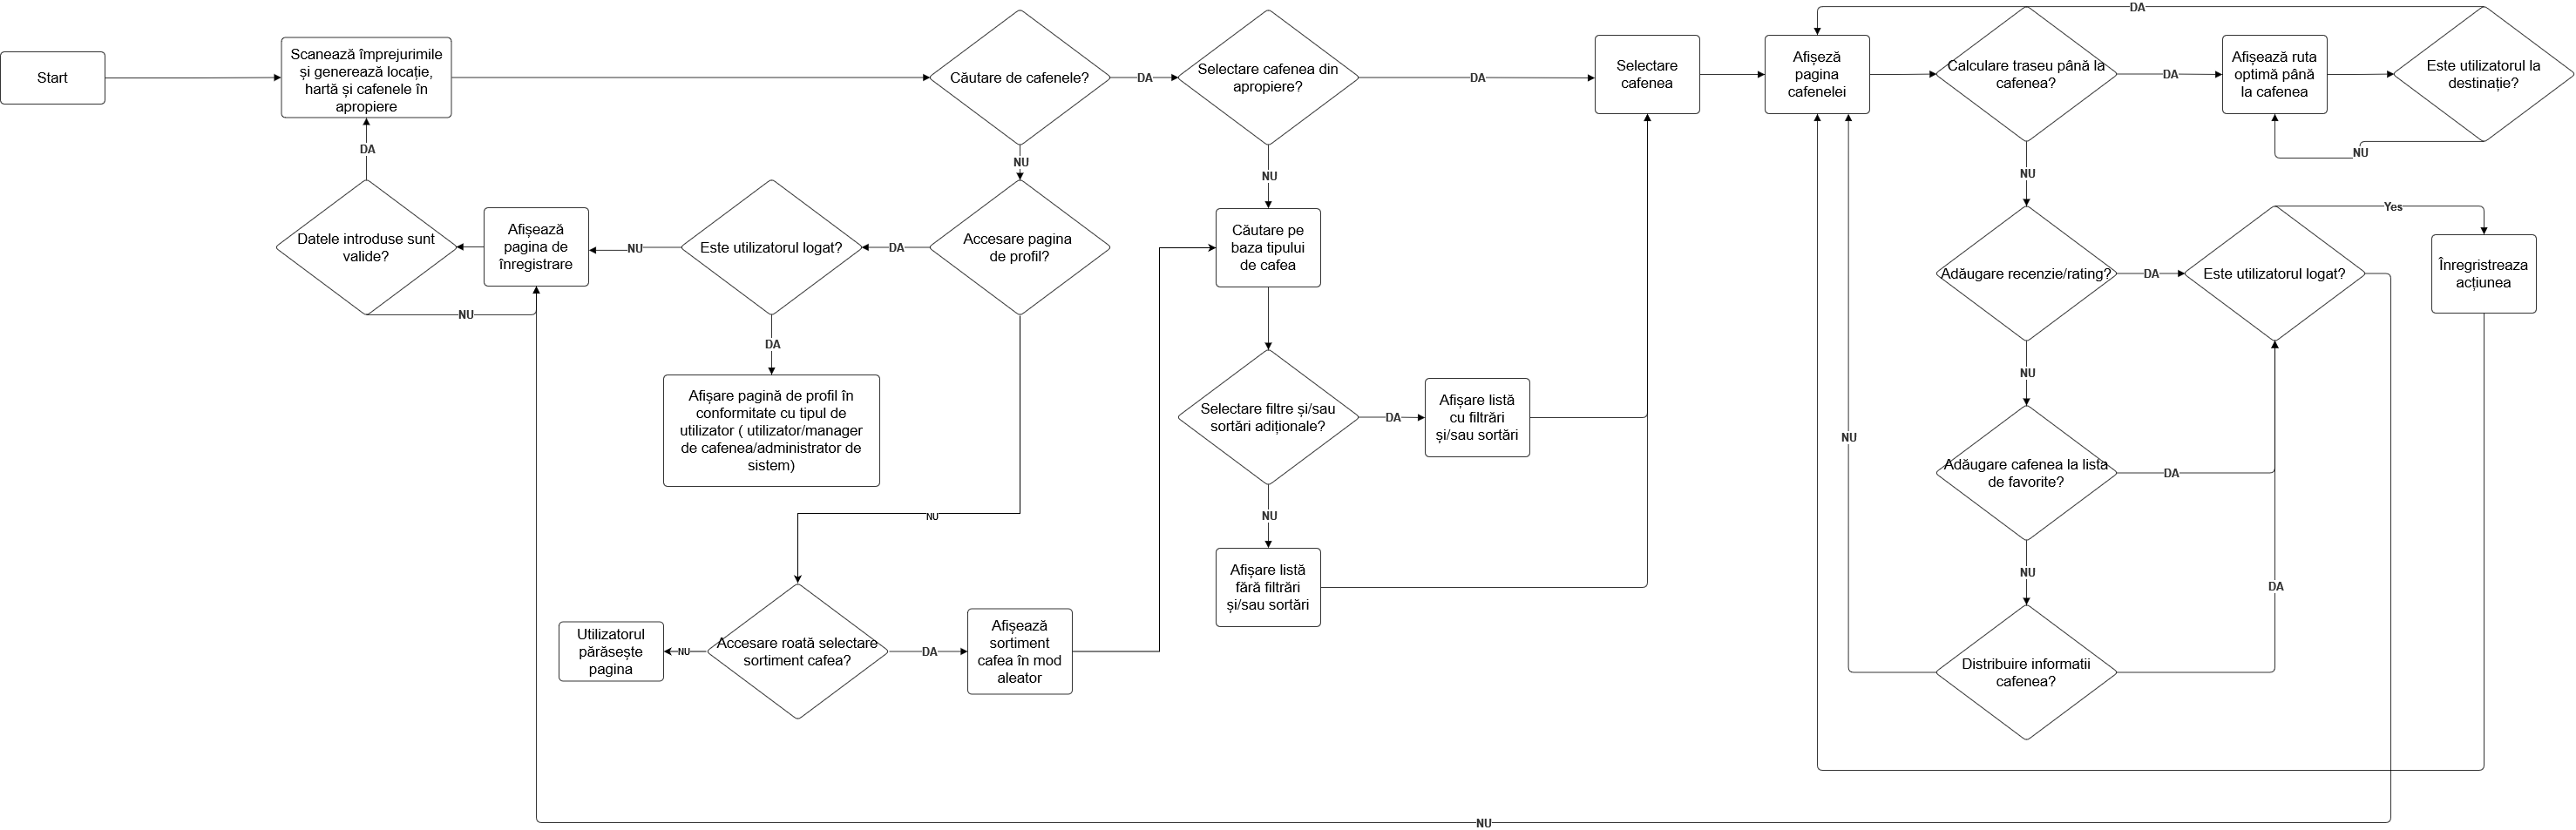 Start
Scanează împrejurimile
și generează locație,
hartă și cafenele în
apropiere
Căutare de cafenele?
DA
Selectare cafenea din
apropiere?
DA
Selectare
cafenea
Afișeză
pagina
cafenelei
Calculare traseu până la
cafenea?
DA
Afișează ruta
optimă până
la cafenea
Este utilizatorul la
destinație?
DA
NU
DA
NU
NU
NU
Datele introduse sunt
valide?
Afișează
pagina de
înregistrare
NU
Este utilizatorul logat?
DA
Accesare pagina
de profil?
NU
DA
Afișare pagină de profil în
conformitate cu tipul de
utilizator ( utilizator/manager
de cafenea/administrator de
sistem)
NU
Căutare pe
baza tipului
de cafea
Selectare filtre și/sau
sortări adiționale?
DA
Afișare listă
cu filtrări
și/sau sortări
NU
Afișare listă
fără filtrări
și/sau sortări
Utilizatorul
părăsește
pagina
NU
Accesare roată selectare
sortiment cafea?
DA
Afișează
sortiment
cafea în mod
aleator
Adăugare recenzie/rating?
DA
Este utilizatorul logat?
Yes
Înregristreaza
acțiunea
NU
NU
Adăugare cafenea la lista
de favorite?
DA
NU
DA
Distribuire informatii
cafenea?
NU